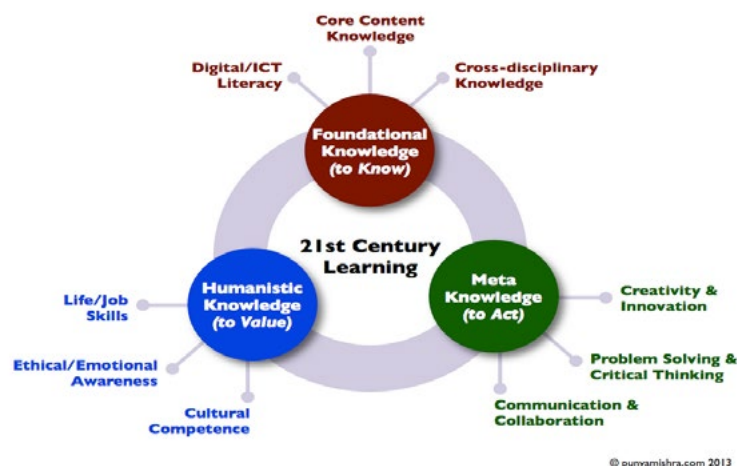 Core Content
Knowledge
Digital/ICT
Literacy
Cross-disciplinary
Knowledge
Foundational
Knowledge
(to Know)
21st Century
Learning
Humanistic
Knowledge
(to Value)
Meta
Knowledge
(to Act)
Life/Job
Skills
Ethical/Emotional
Awareness
Cultural
Competence
Creativity &
Innovation
Problem Solving &
Critical Thinking
Communication &
Collaboration
© punyamishra.com 2013